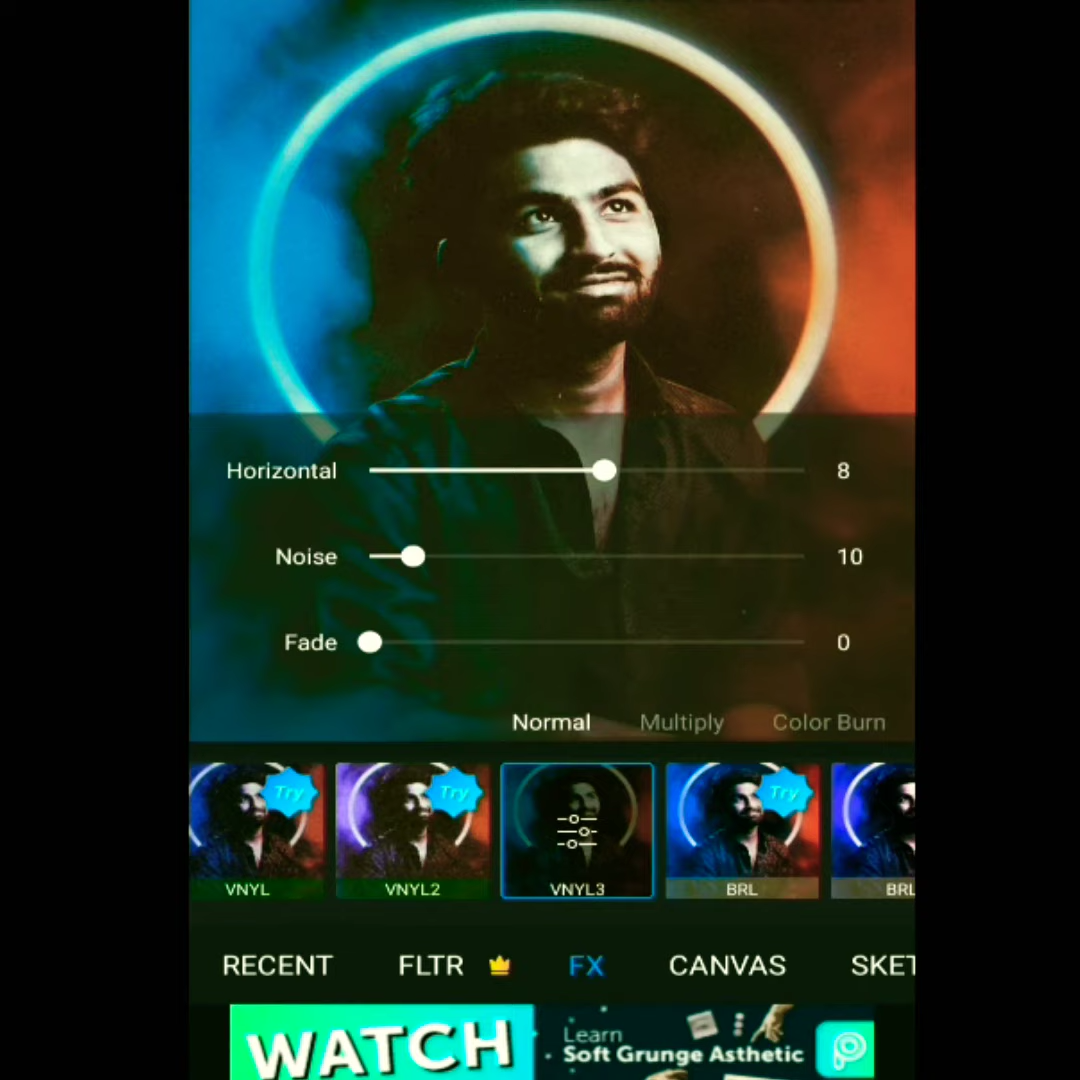 Horizontal 8
Noise 10
Fade 0
Normal Multiply Color Burn
Try Try Try
VNYL VNYL2 VNYL3 BRL BRL
RECENT FLTR FX CANVAS SKET
WATCH
Learn
Soft Grunge Asthetic